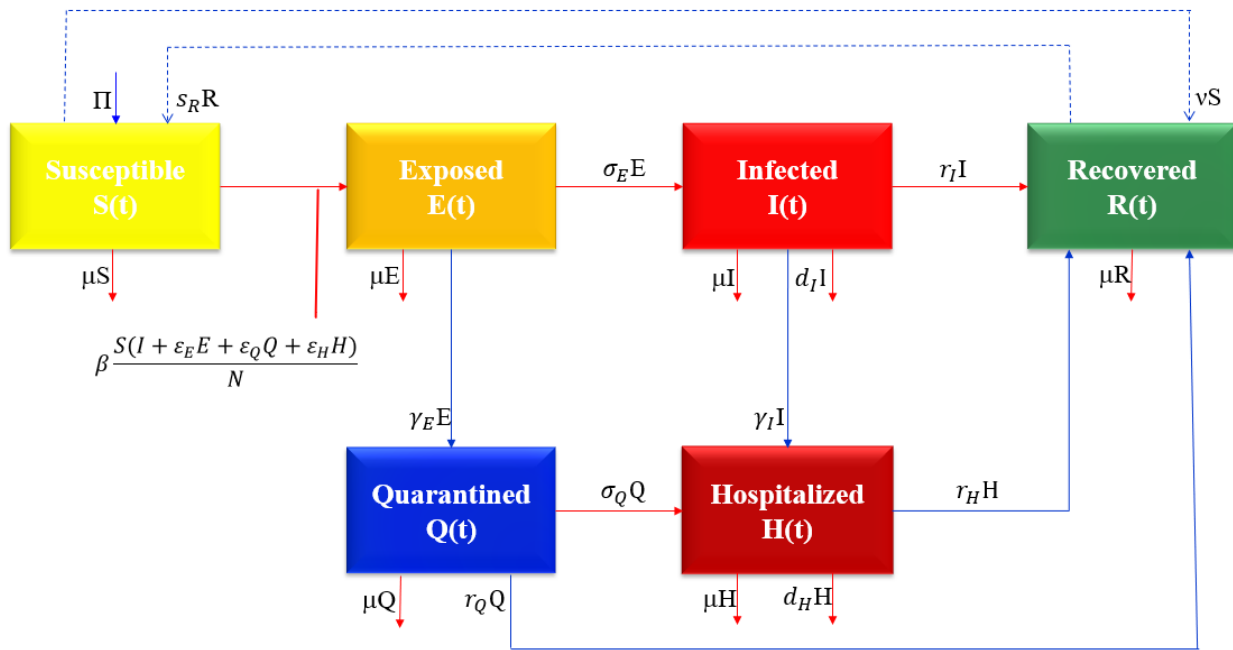 Π
s_R R
νS
Susceptible
S(t)
Exposed
E(t)
σ_E E
Infected
I(t)
r_I I
Recovered
R(t)
μS
μE
μI
d_I I
μR
β S(I + ε_E E + ε_Q Q + ε_H H) / N
γ_E E
γ_I I
Quarantined
Q(t)
σ_Q Q
Hospitalized
H(t)
r_H H
μQ
r_Q Q
μH
d_H H